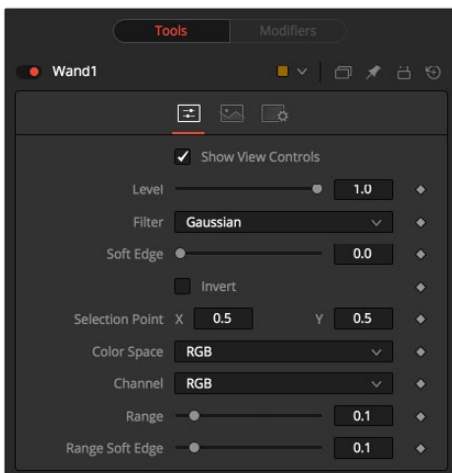 Tools Modifiers
Wand1
Show View Controls
Level 1.0
Filter Gaussian
Soft Edge 0.0
Invert
Selection Point X 0.5 Y 0.5
Color Space RGB
Channel RGB
Range 0.1
Range Soft Edge 0.1